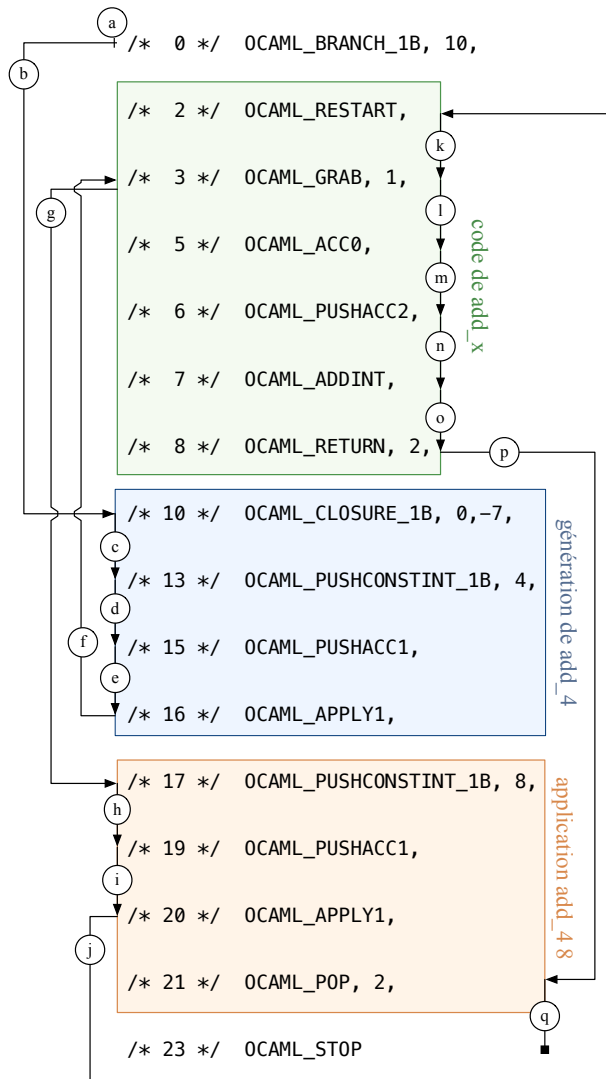 a
/*  0 */  OCAML_BRANCH_1B, 10,
b
/*  2 */  OCAML_RESTART,
k
/*  3 */  OCAML_GRAB, 1,
g
l
/*  5 */  OCAML_ACC0,
m
/*  6 */  OCAML_PUSHACC2,
n
/*  7 */  OCAML_ADDINT,
o
/*  8 */  OCAML_RETURN, 2,
p
code de add_x
/* 10 */  OCAML_CLOSURE_1B, 0,-7,
c
/* 13 */  OCAML_PUSHCONSTINT_1B, 4,
d
f
/* 15 */  OCAML_PUSHACC1,
e
/* 16 */  OCAML_APPLY1,
génération de add_4
/* 17 */  OCAML_PUSHCONSTINT_1B, 8,
h
/* 19 */  OCAML_PUSHACC1,
i
/* 20 */  OCAML_APPLY1,
j
/* 21 */  OCAML_POP, 2,
application add_4 8
q
/* 23 */  OCAML_STOP